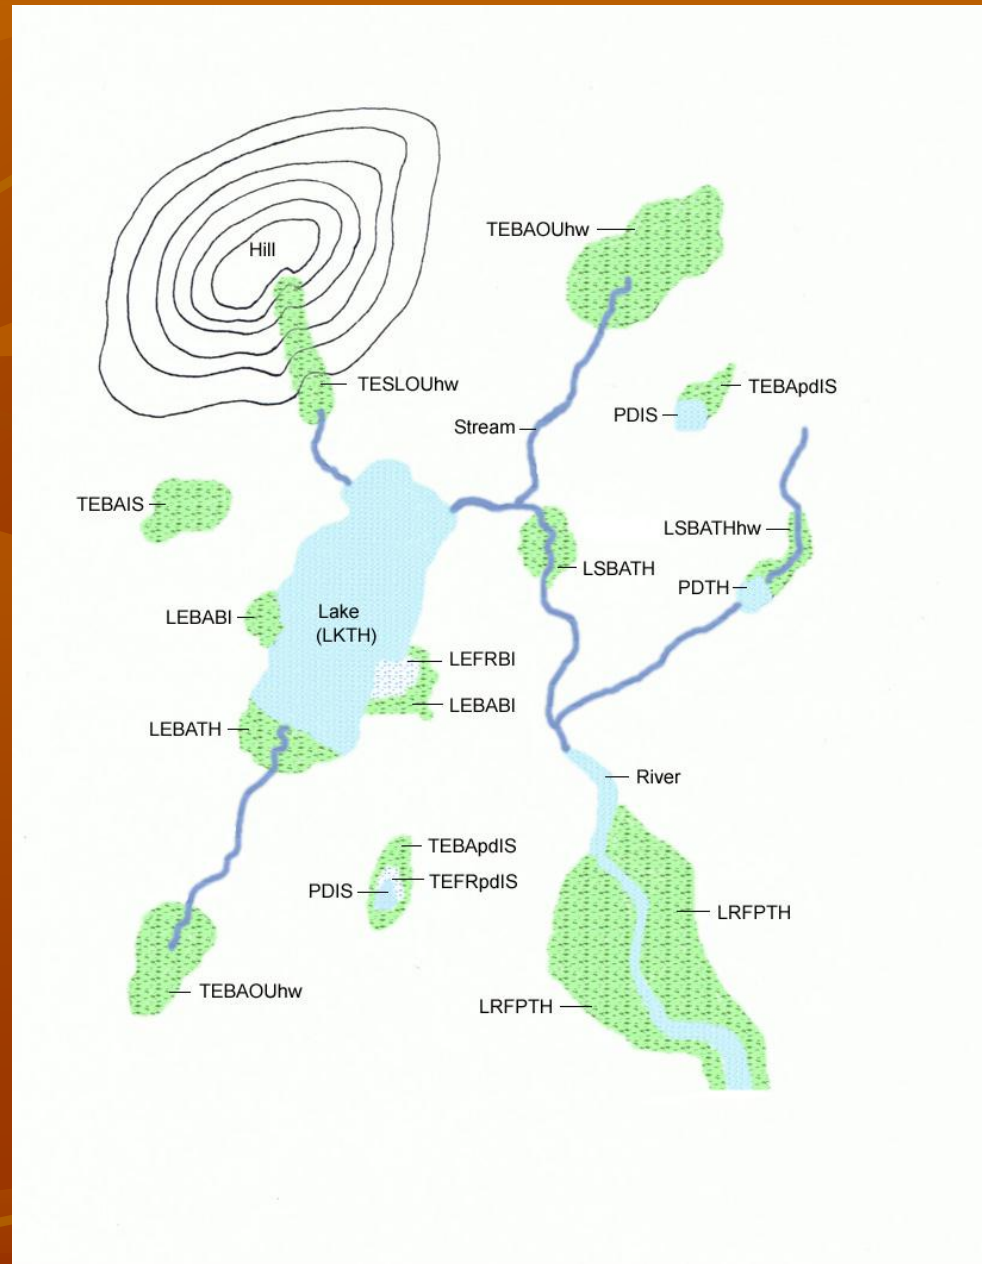 TEBAOUhw
Hill
TESLOUhw
TEBApdIS
PDIS
Stream
TEBAIS
LSBATHhw
LSBATH
PDTH
LEBABI
Lake
(LKTH)
LEFRBI
LEBABI
LEBATH
River
TEBApdIS
TEFRpdIS
PDIS
LRFPTH
TEBAOUhw
LRFPTH